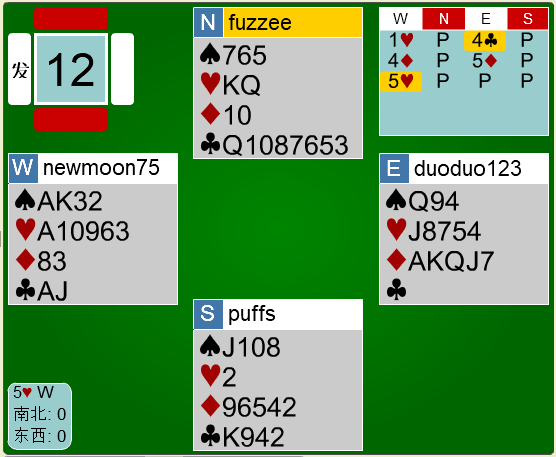 发
12
N fuzzee
♠765
♥KQ
♦10
♣Q1087653
W N E S
1♥ P 4♣ P
4♦ P 5♦ P
5♥ P P P
W newmoon75
♠AK32
♥A10963
♦83
♣AJ
E duoduo123
♠Q94
♥J8754
♦AKQJ7
♣
S puffs
♠J108
♥2
♦96542
♣K942
5♥ W
南北: 0
东西: 0